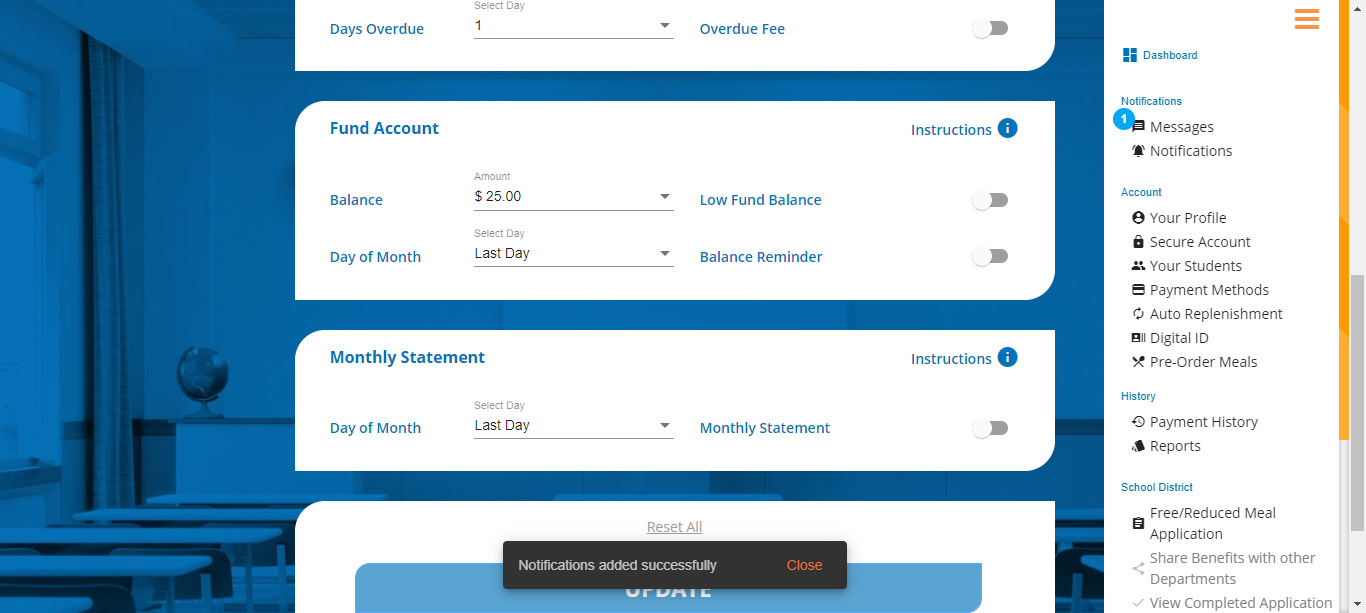 Select Day
Days Overdue
1
Overdue Fee
Fund Account
Instructions
Amount
Balance
$ 25.00
Low Fund Balance
Select Day
Day of Month
Last Day
Balance Reminder
Monthly Statement
Instructions
Select Day
Day of Month
Last Day
Monthly Statement
Reset All
Notifications added successfully
Close
UPDATE
Dashboard
Notifications
1
Messages
Notifications
Account
Your Profile
Secure Account
Your Students
Payment Methods
Auto Replenishment
Digital ID
Pre-Order Meals
History
Payment History
Reports
School District
Free/Reduced Meal
Application
Share Benefits with other
Departments
View Completed Application